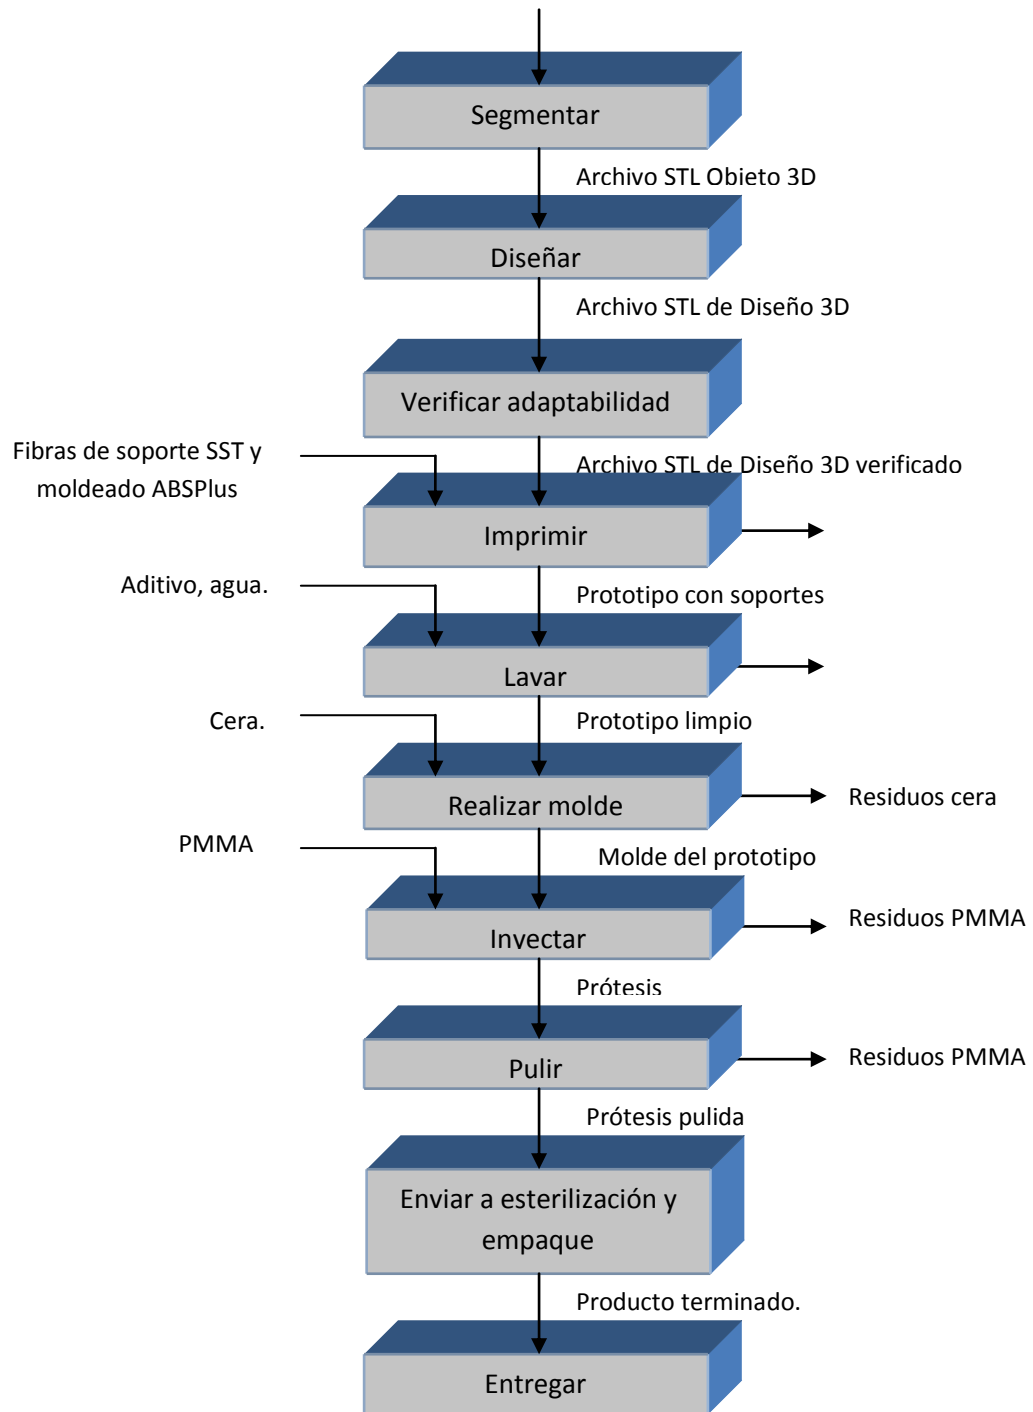 Segmentar
Archivo STL Obieto 3D
Diseñar
Archivo STL de Diseño 3D
Verificar adaptabilidad
Fibras de soporte SST y
moldeado ABSPlus
Archivo STL de Diseño 3D verificado
Imprimir
Aditivo, agua.
Prototipo con soportes
Lavar
Cera.
Prototipo limpio
Realizar molde
Residuos cera
PMMA
Molde del prototipo
Invectar
Residuos PMMA
Prótesis
Pulir
Residuos PMMA
Prótesis pulida
Enviar a esterilización y
empaque
Producto terminado.
Entregar